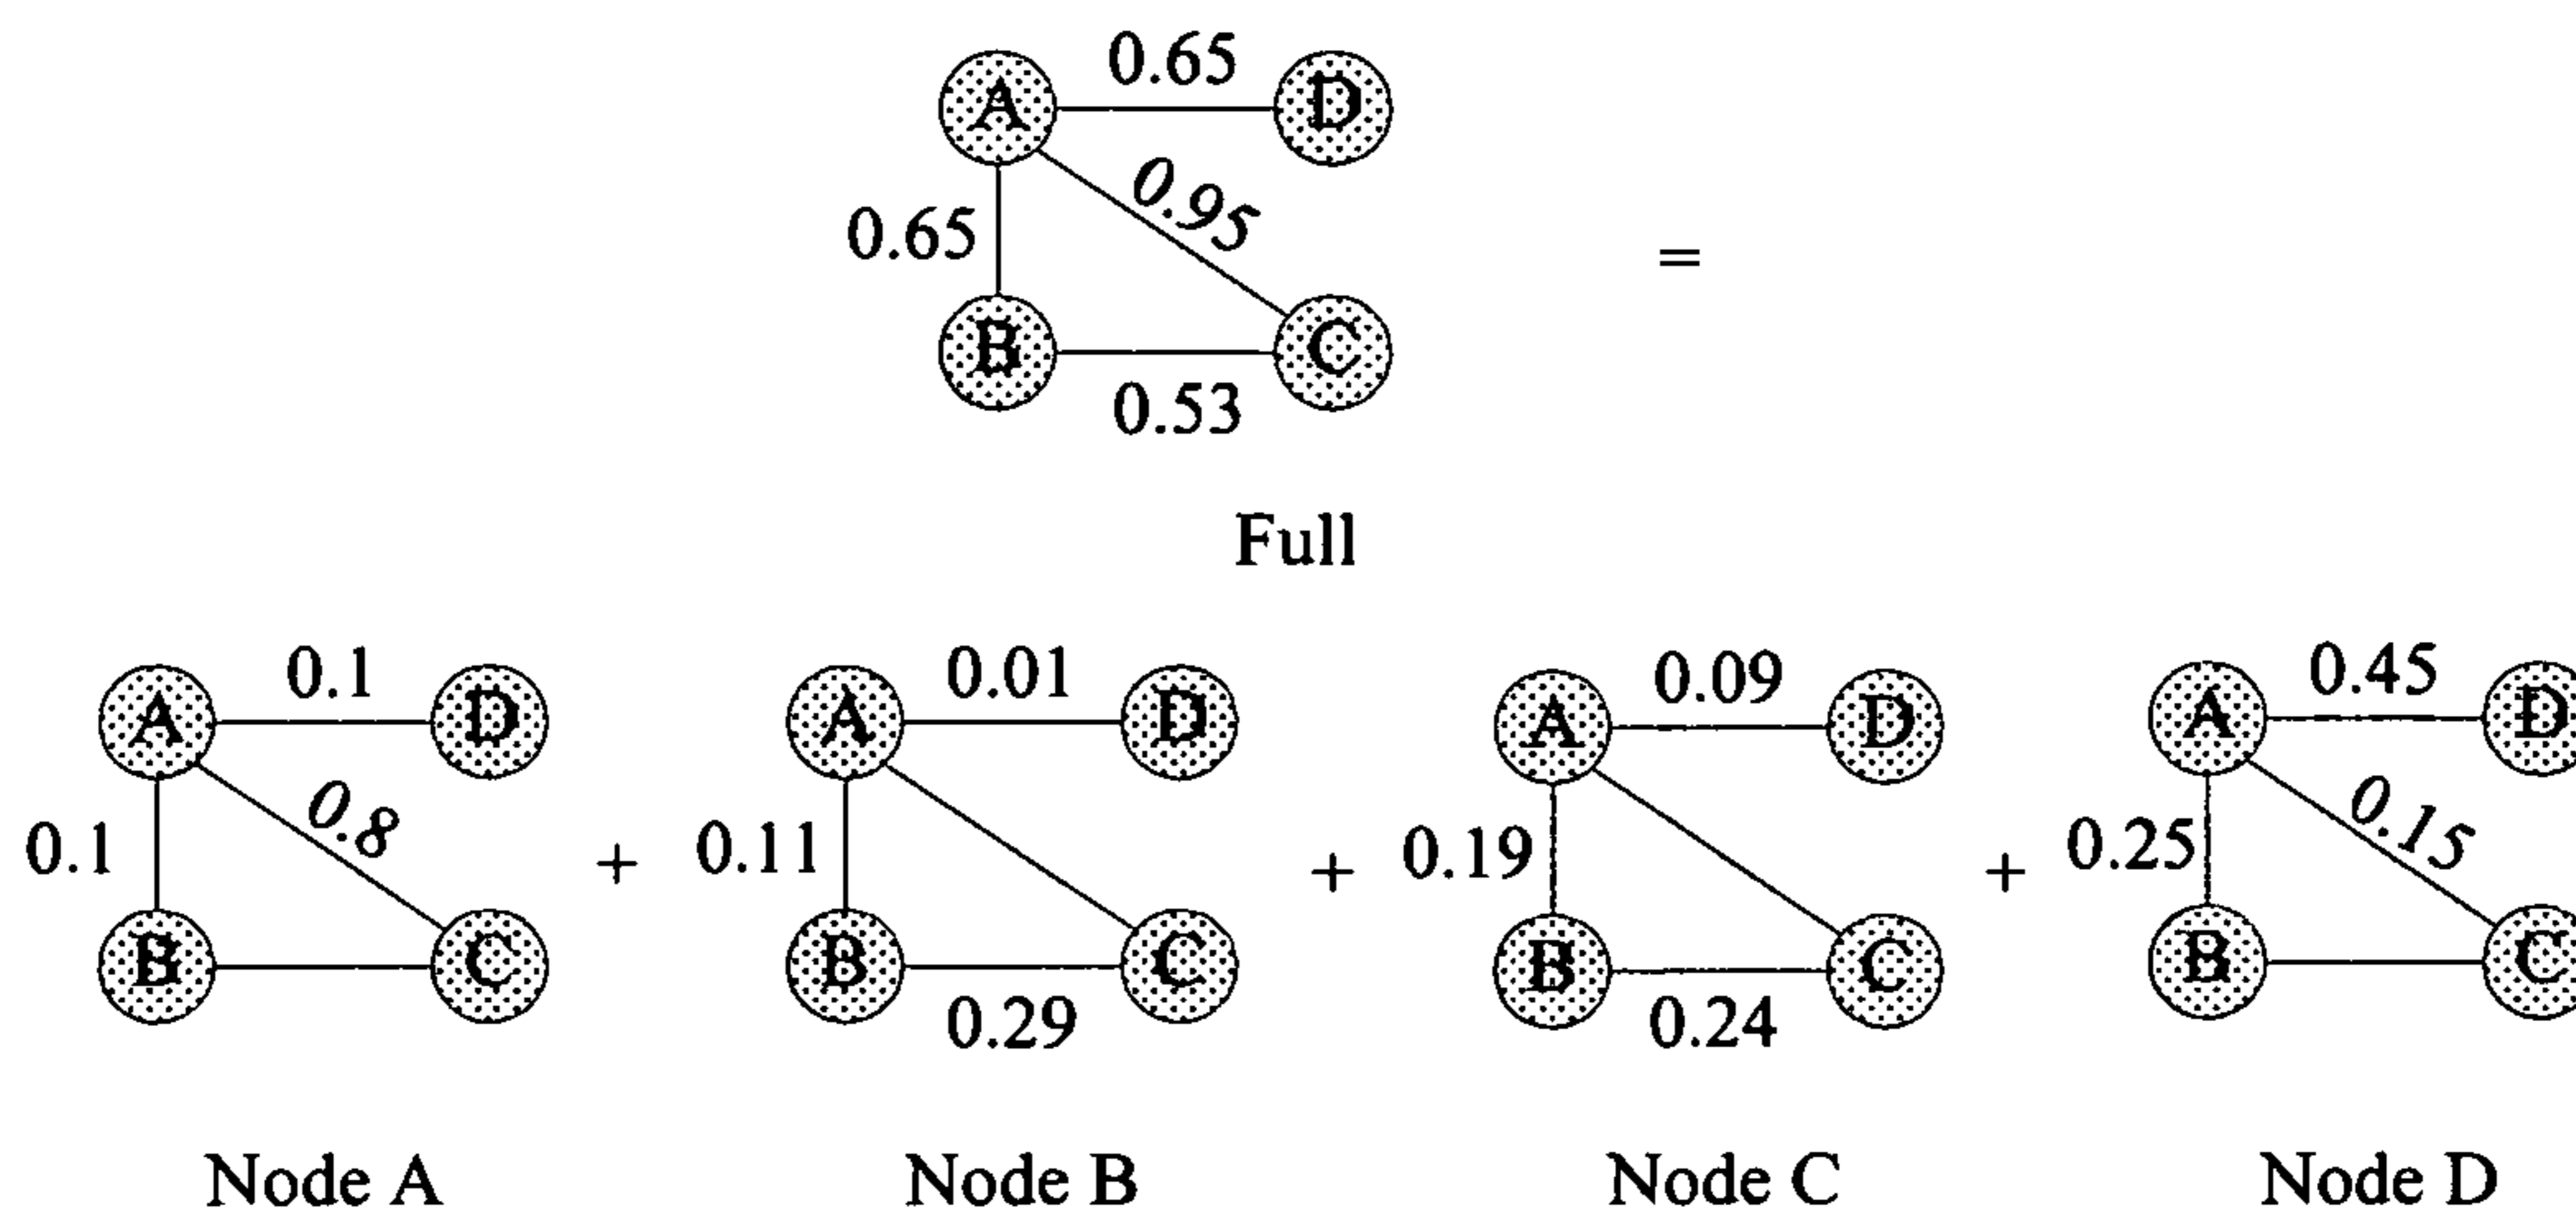 0.65
A D
0.95
0.65
=
B C
0.53
Full
0.1 0.01 0.09 0.45
A D A D A D A D
0.8 0.15
0.1 + 0.11 + 0.19 + 0.25
B C B C B C B C
0.29 0.24
Node A Node B Node C Node D